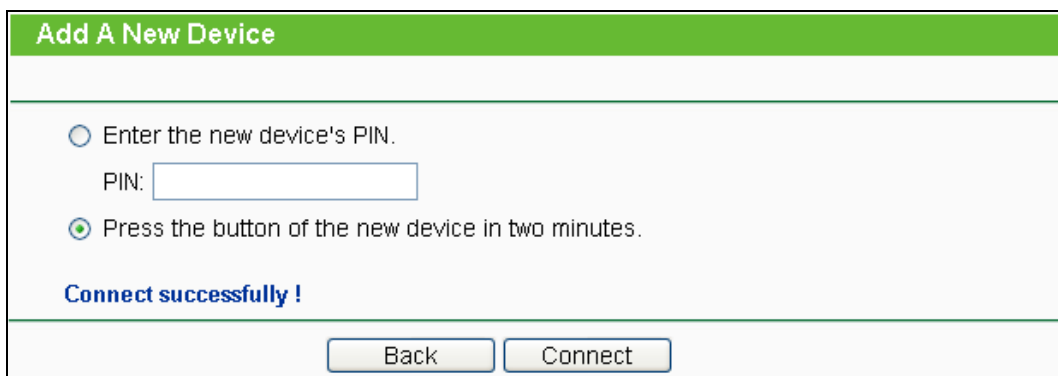 Add A New Device
Enter the new device's PIN.
PIN:
Press the button of the new device in two minutes.
Connect successfully !
Back Connect